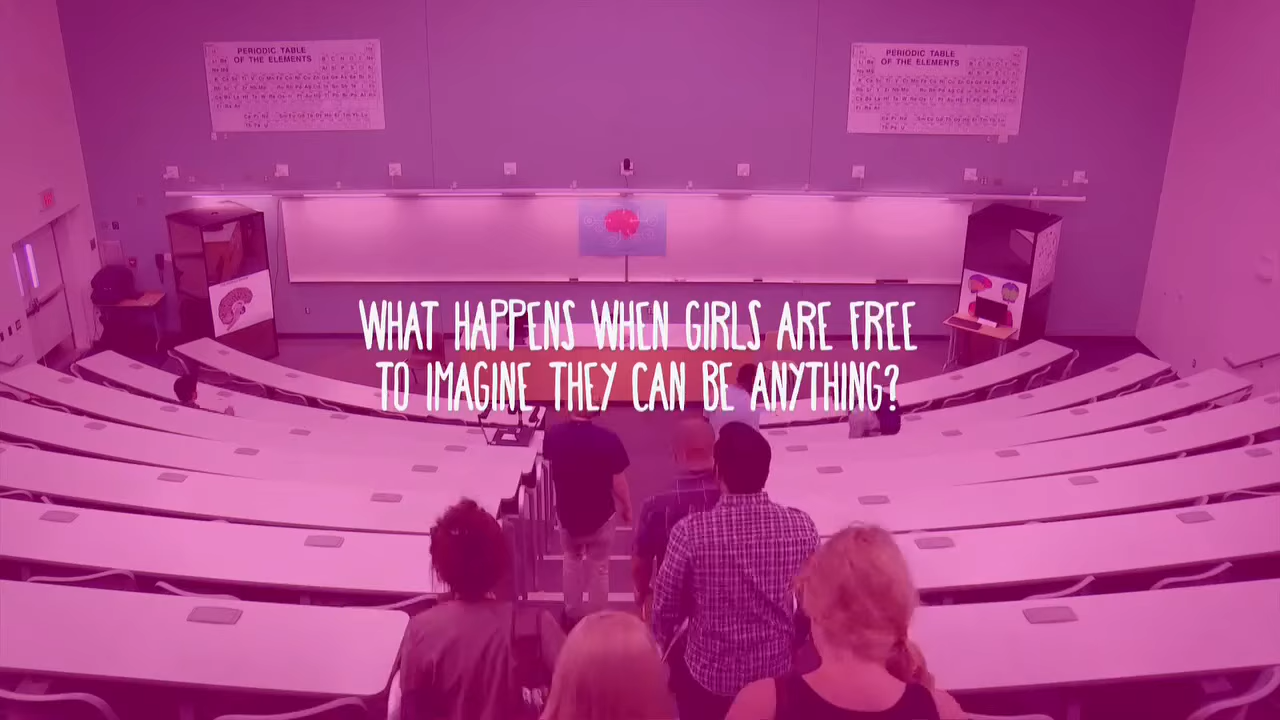 PERIODIC TABLE
OF THE ELEMENTS
PERIODIC TABLE
OF THE ELEMENTS
WHAT HAPPENS WHEN GIRLS ARE FREE
TO IMAGINE THEY CAN BE ANYTHING?